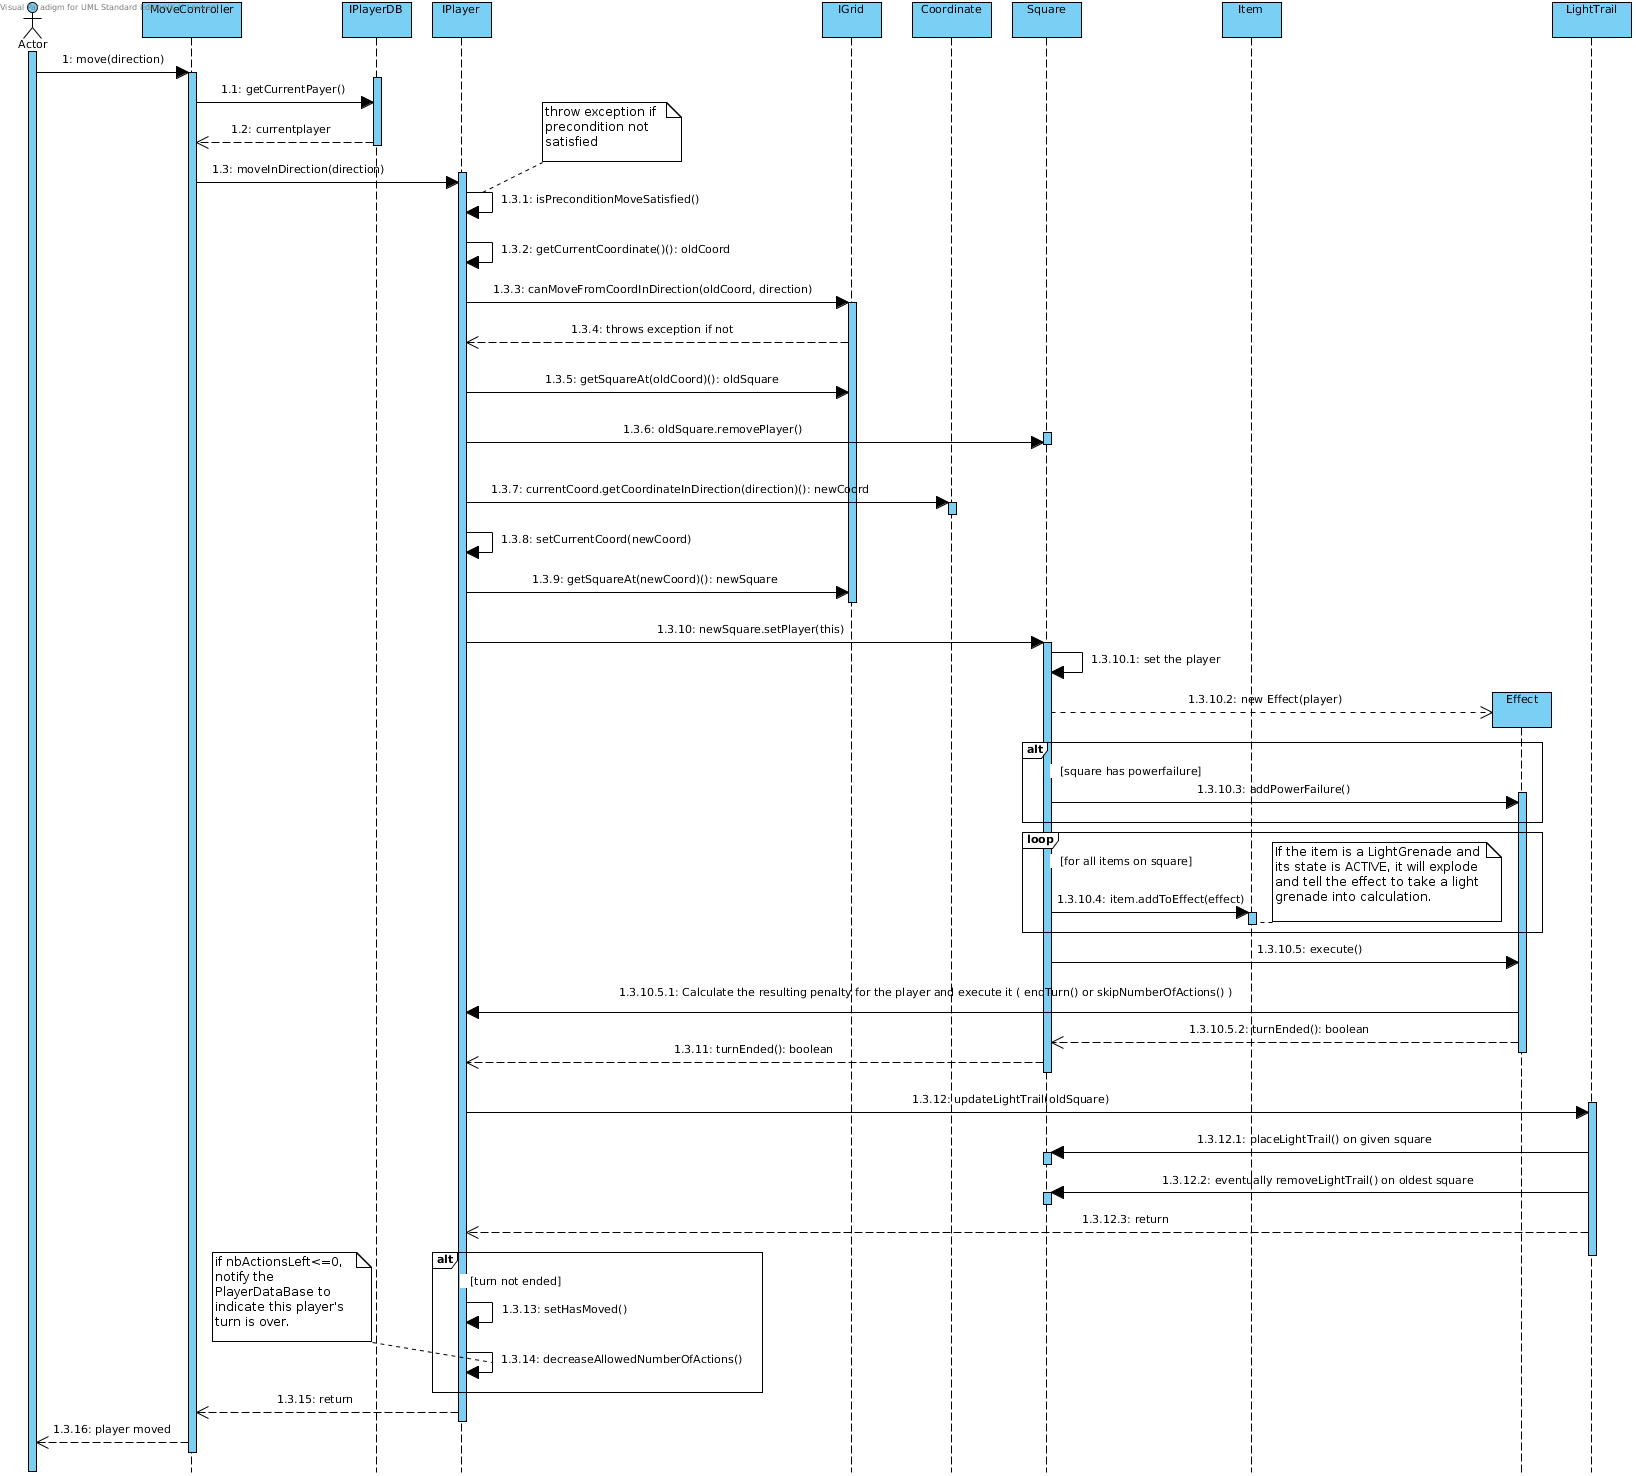 Visual Paradigm for UML Standard
MoveController
IPlayerDB
IPlayer
IGrid
Coordinate
Square
Item
LightTrail
Actor
1: move(direction)
1.1: getCurrentPayer()
throw exception if
precondition not
satisfied
1.2: currentplayer
1.3: moveInDirection(direction)
1.3.1: isPreconditionMoveSatisfied()
1.3.2: getCurrentCoordinate()(): oldCoord
1.3.3: canMoveFromCoordInDirection(oldCoord, direction)
1.3.4: throws exception if not
1.3.5: getSquareAt(oldCoord)(): oldSquare
1.3.6: oldSquare.removePlayer()
1.3.7: currentCoord.getCoordinateInDirection(direction)(): newCoord
1.3.8: setCurrentCoord(newCoord)
1.3.9: getSquareAt(newCoord)(): newSquare
1.3.10: newSquare.setPlayer(this)
1.3.10.1: set the player
1.3.10.2: new Effect(player)
Effect
alt
[square has powerfailure]
1.3.10.3: addPowerFailure()
loop
[for all items on square]
If the item is a LightGrenade and
its state is ACTIVE, it will explode
and tell the effect to take a light
grenade into calculation.
1.3.10.4: item.addToEffect(effect)
1.3.10.5: execute()
1.3.10.5.1: Calculate the resulting penalty for the player and execute it ( endTurn() or skipNumberOfActions() )
1.3.10.5.2: turnEnded(): boolean
1.3.11: turnEnded(): boolean
1.3.12: updateLightTrail(oldSquare)
1.3.12.1: placeLightTrail() on given square
1.3.12.2: eventually removeLightTrail() on oldest square
1.3.12.3: return
if nbActionsLeft<=0,
notify the
PlayerDataBase to
indicate this player's
turn is over.
alt
[turn not ended]
1.3.13: setHasMoved()
1.3.14: decreaseAllowedNumberOfActions()
1.3.15: return
1.3.16: player moved